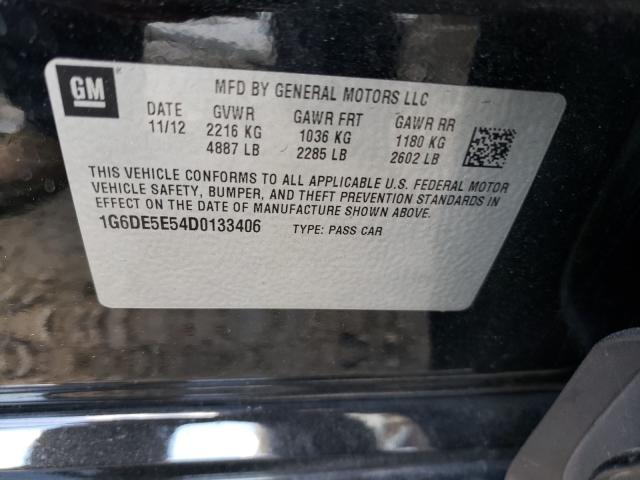 GM
MFD BY GENERAL MOTORS LLC
DATE GVWR GAWR FRT GAWR RR
11/12 2216 KG 1036 KG 1180 KG
4887 LB 2285 LB 2602 LB
THIS VEHICLE CONFORMS TO ALL APPLICABLE U.S. FEDERAL MOTOR
VEHICLE SAFETY, BUMPER, AND THEFT PREVENTION STANDARDS IN
EFFECT ON THE DATE OF MANUFACTURE SHOWN ABOVE.
1G6DE5E54D0133406 TYPE: PASS CAR